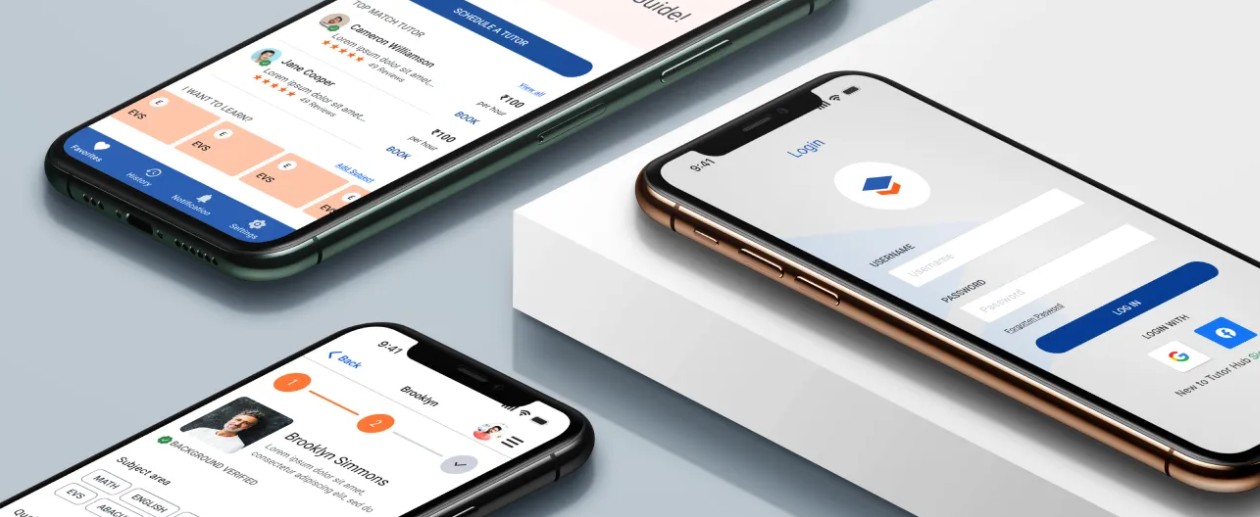 Guide!
SCHEDULE A TUTOR
TOP MATCH TUTOR
View all
Cameron Williamson
Lorem ipsum dolor sit amet...
49 Reviews
₹100
per hour
BOOK
Jane Cooper
Lorem ipsum dolor sit amet...
49 Reviews
₹100
per hour
BOOK
I WANT TO LEARN?
Add Subject
E
EVS
E
EVS
E
EVS
E
EVS
Favorites
History
Notification
Settings
9:41
Login
USERNAME
Username
PASSWORD
Password
Forgotten Password
LOG IN
LOGIN WITH
New to Tutor Hub
9:41
Back
Brooklyn
1
2
Brooklyn Simmons
Lorem ipsum dolor sit amet,
consectetur adipiscing elit, sed do
BACKGROUND VERIFIED
Subject area
MATH
ENGLISH
EVS